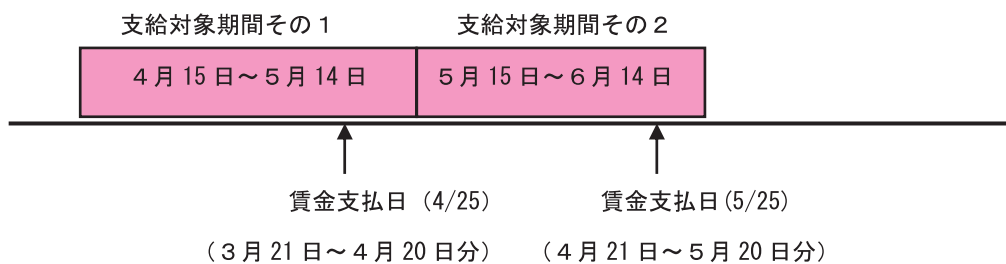 支給対象期間その１　支給対象期間その２
４月 15 日～５月 14 日　５月 15 日～６月 14 日
賃金支払日（4/25）　賃金支払日(5/25)
（３月 21 日～４月 20 日分）　（４月 21 日～５月 20 日分）